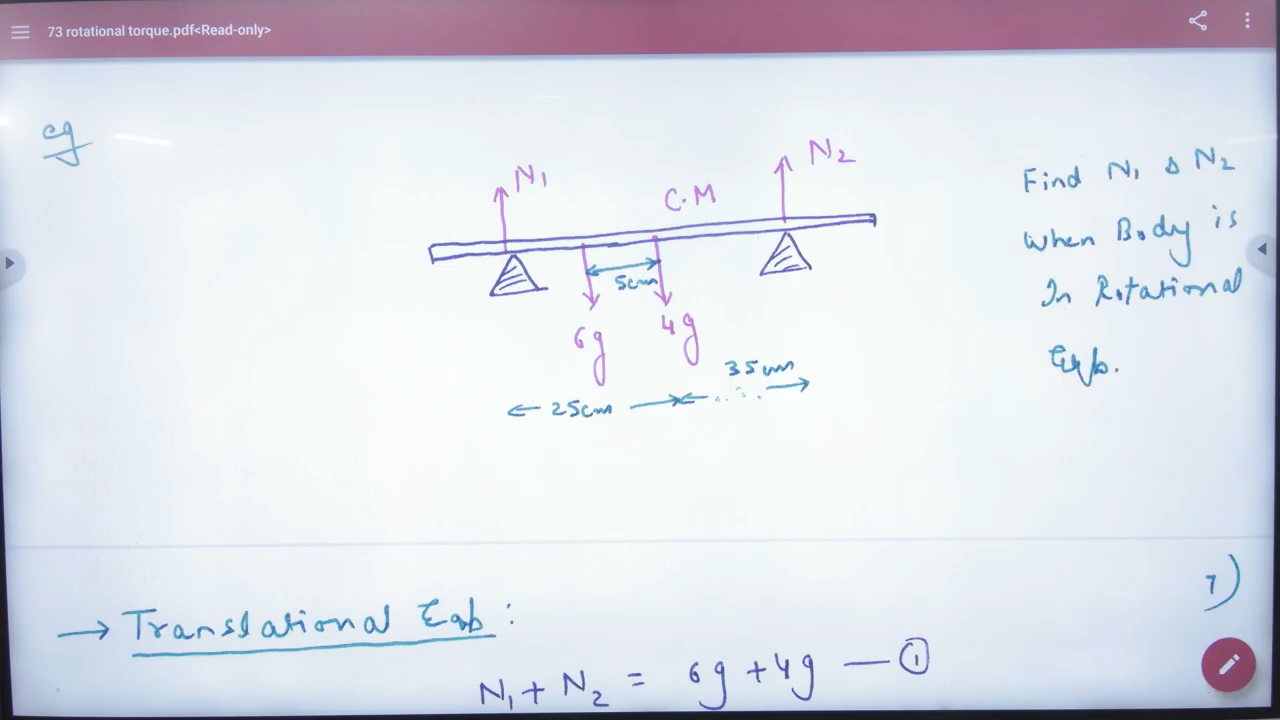 73 rotational torque.pdf<Read-only>
eg
N₁
C.M
N₂
5cm
6g
4g
25cm
35cm
Find N₁ & N₂
when Body is
In Rotational
Eqb.
→ Translational Eqb :
7)
N₁ + N₂ = 6g + 4g — ①